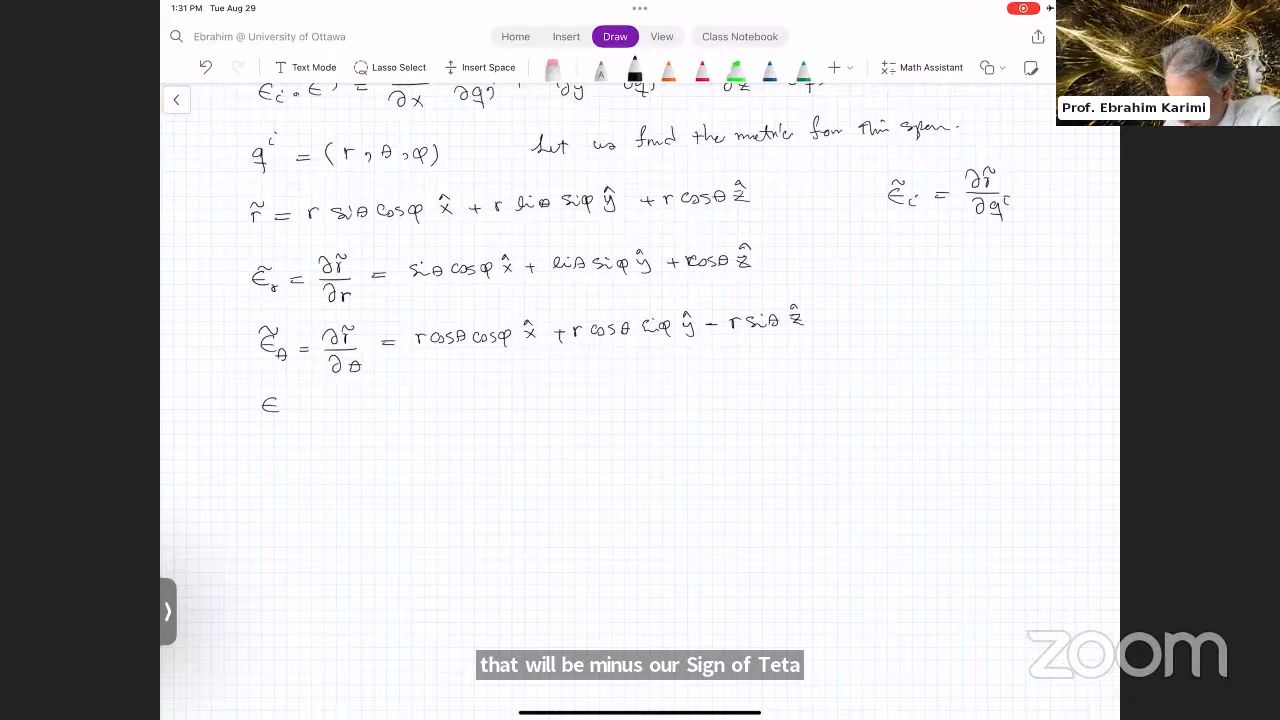 1:31 PM Tue Aug 29
Ebrahim @ University of Ottawa
Home Insert Draw View Class Notebook
Text Mode Lasso Select Insert Space Math Assistant
Prof. Ebrahim Karimi
qⁱ = (r, θ, φ) Let us find the metric for this space.
r̃ = r sinθ cosφ x̂ + r sinθ sinφ ŷ + r cosθ ẑ ϵ̃ᵢ = ∂r̃/∂qⁱ
ϵ̃ᵣ = ∂r̃/∂r = sinθ cosφ x̂ + sinθ sinφ ŷ + cosθ ẑ
ϵ̃_θ = ∂r̃/∂θ = r cosθ cosφ x̂ + r cosθ sinφ ŷ − r sinθ ẑ
ϵ
that will be minus our Sign of Teta
zoom